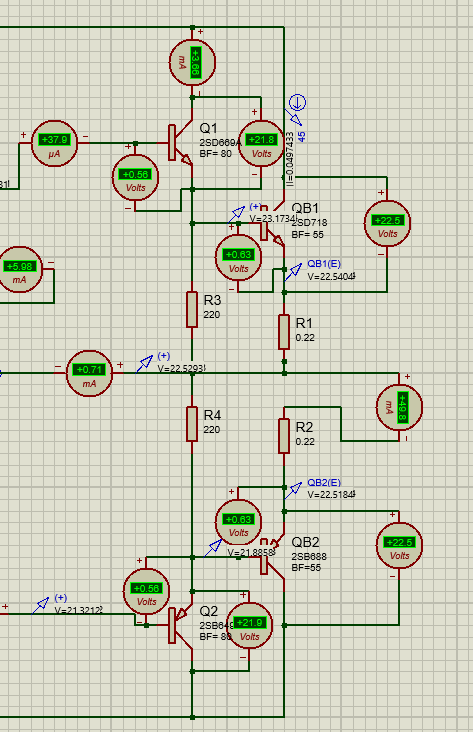 +3.66
mA
+37.9
µA
Q1
2SD669A
BF= 80
+21.8
Volts
45
I=0.0497433
+0.56
Volts
(+)
V=23.1734
QB1
2SD718
BF= 55
+22.5
Volts
+5.98
mA
+0.63
Volts
QB1(E)
V=22.5404
R3
220
R1
0.22
+0.71
mA
(+)
V=22.5293
R4
220
R2
0.22
+49.8
mA
QB2(E)
V=22.5184
+0.63
Volts
V=21.8858
QB2
2SB688
BF=55
+22.5
Volts
+0.56
Volts
(+)
V=21.3212
Q2
2SB649
BF= 80
+21.9
Volts